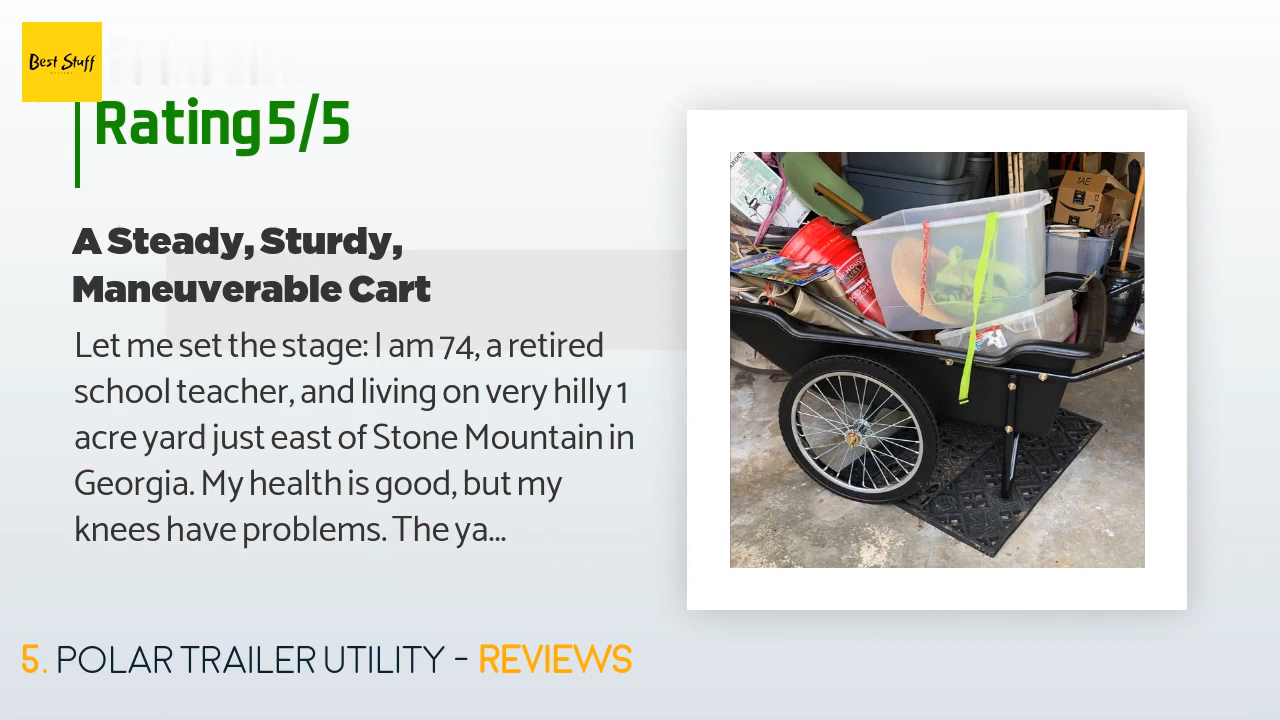 Best Stuff
Rating 5/5
A Steady, Sturdy,
Maneuverable Cart
Let me set the stage: I am 74, a retired
school teacher, and living on very hilly 1
acre yard just east of Stone Mountain in
Georgia. My health is good, but my
knees have problems. The ya...
1AE
5. POLAR TRAILER UTILITY - REVIEWS